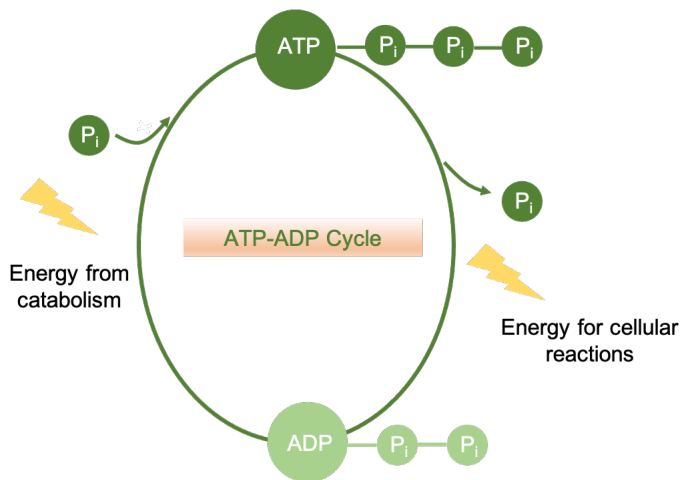 ATP
Pi
Pi
Pi
Pi
Pi
ATP-ADP Cycle
Energy from
catabolism
Energy for cellular
reactions
ADP
Pi
Pi